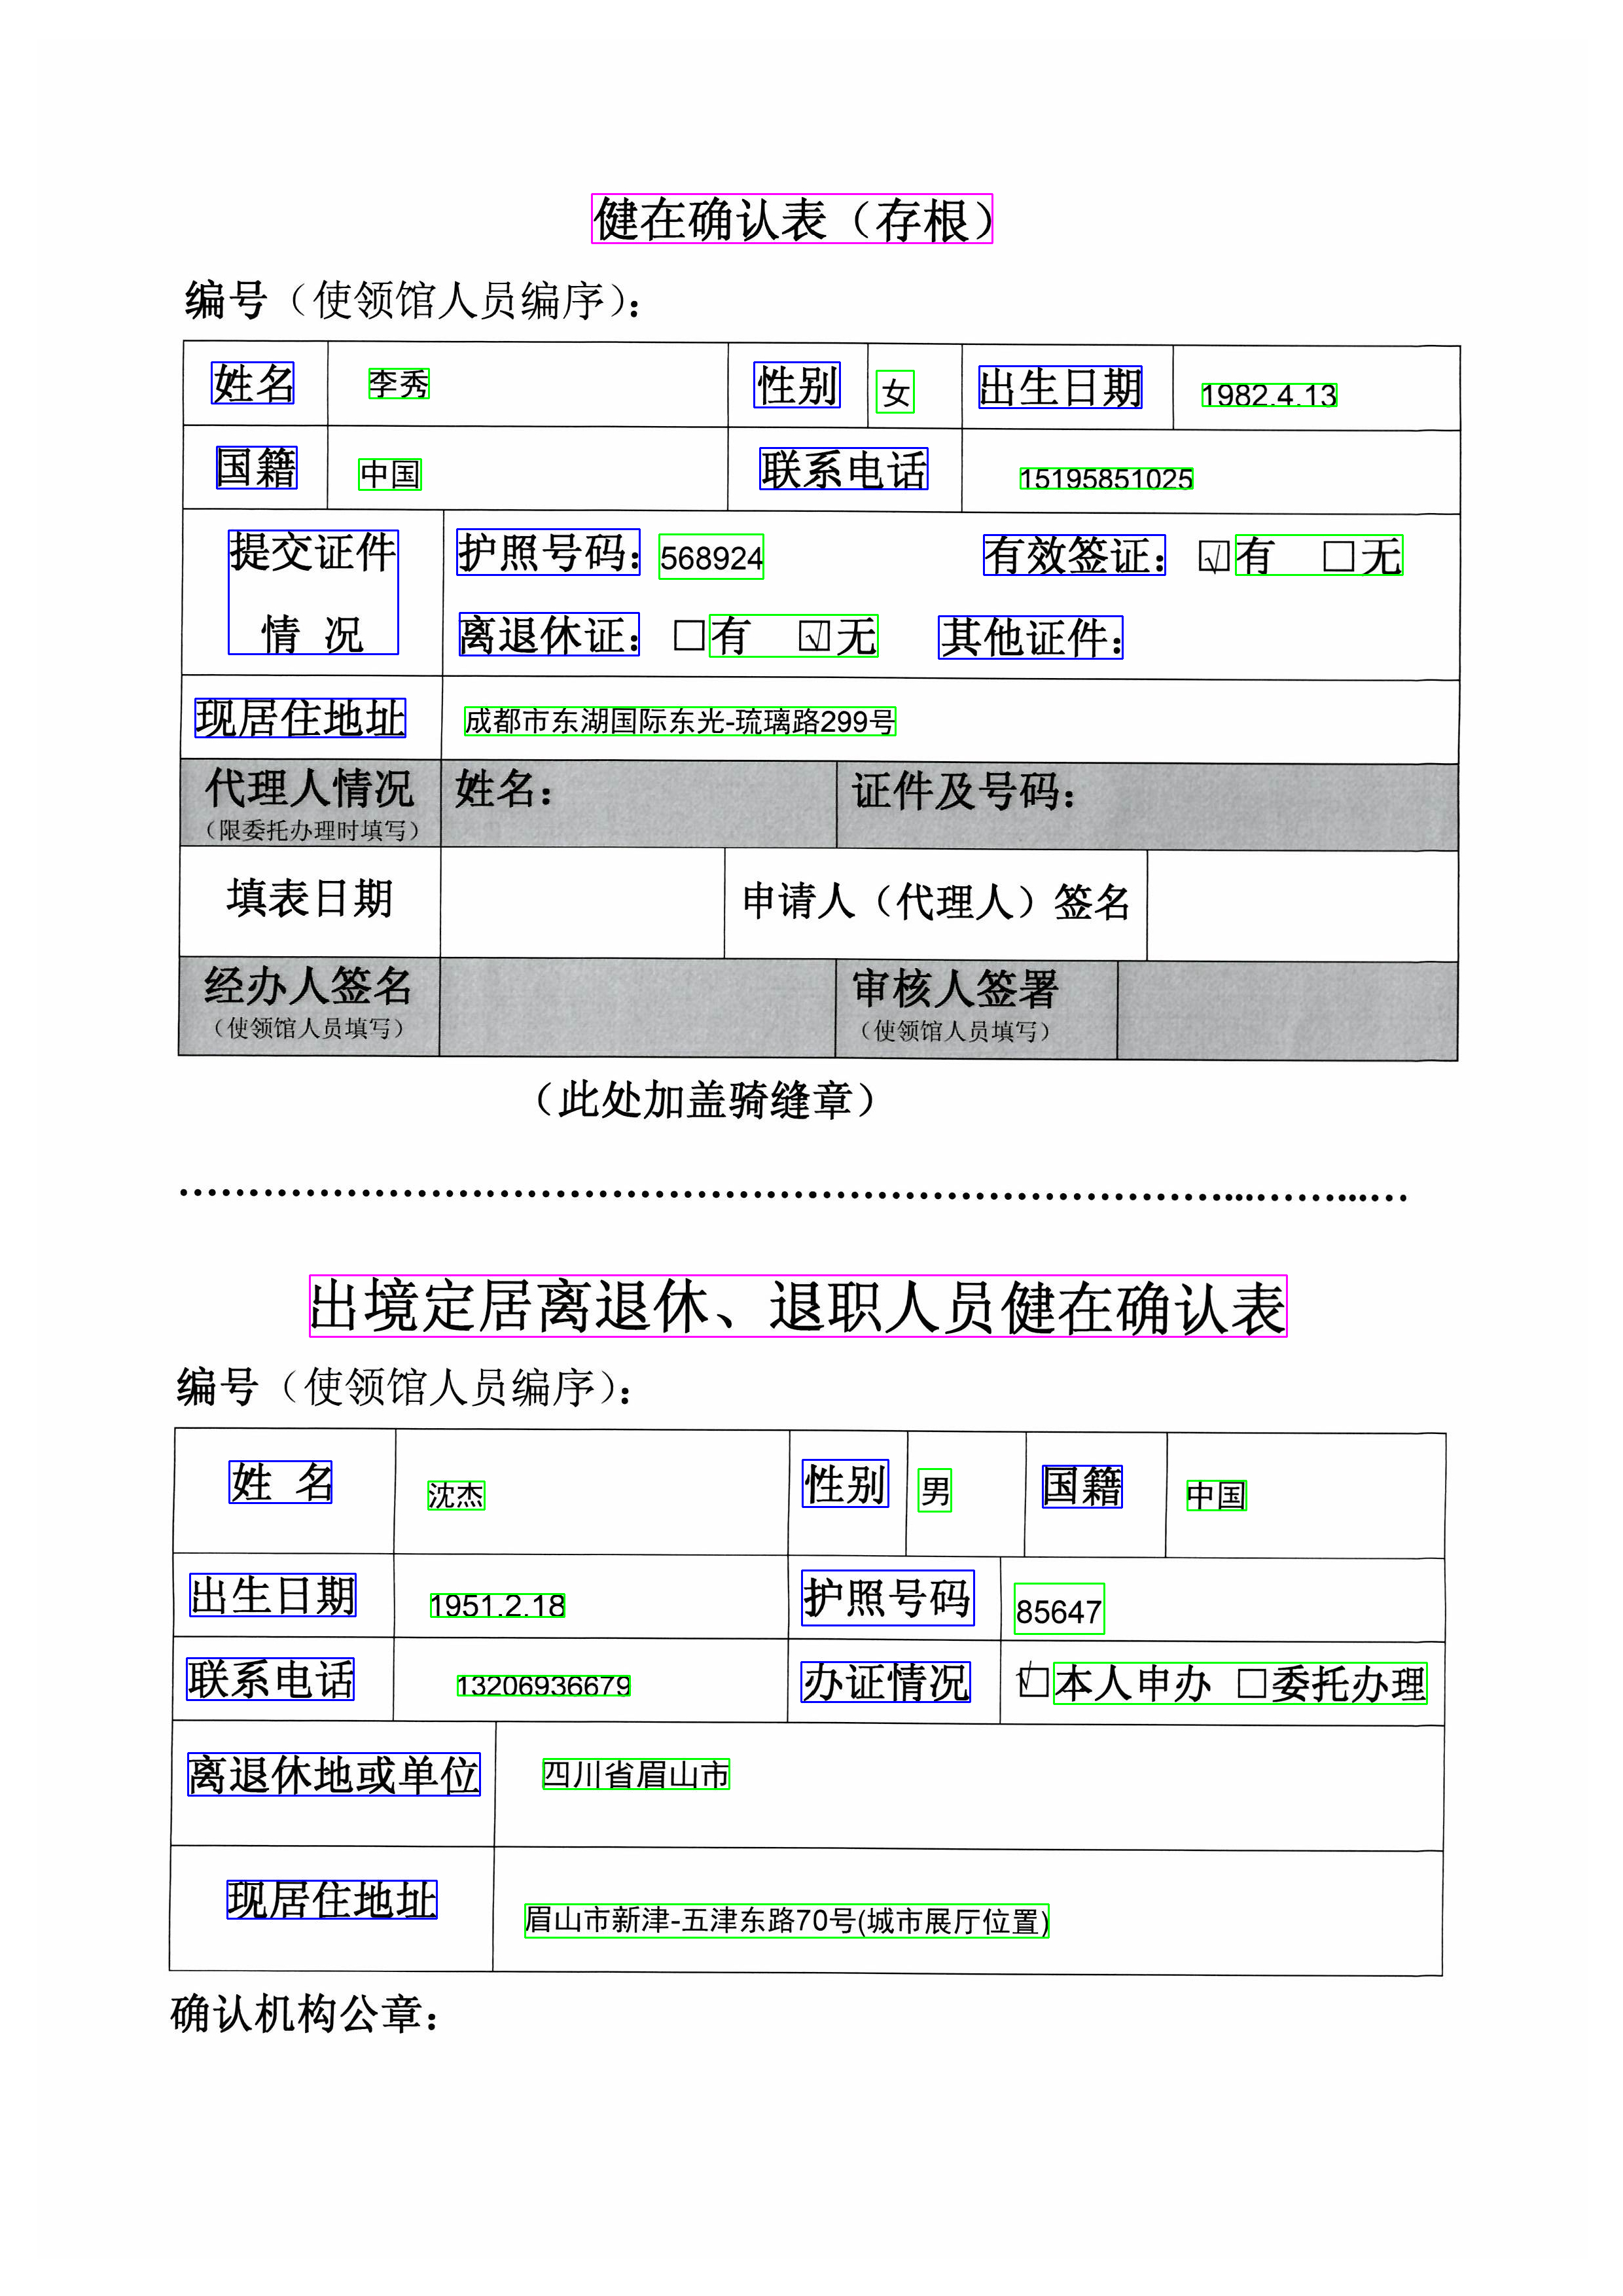 健在确认表（存根）
编号（使领馆人员编序）：
姓名 李秀 性别 女 出生日期 1982.4.13
国籍 中国 联系电话 15195851025
提交证件 护照号码： 568924 有效签证： ☑有 □无
情 况 离退休证： □有 ☑无 其他证件：
现居住地址 成都市东湖国际东光-琉璃路299号
代理人情况 姓名： 证件及号码：
（限委托办理时填写）
填表日期 申请人（代理人）签名
经办人签名 审核人签署
（使领馆人员填写） （使领馆人员填写）
（此处加盖骑缝章）
出境定居离退休、退职人员健在确认表
编号（使领馆人员编序）：
姓 名 沈杰 性别 男 国籍 中国
出生日期 1951.2.18 护照号码 85647
联系电话 13206936679 办证情况 ☑本人申办 □委托办理
离退休地或单位 四川省眉山市
现居住地址 眉山市新津-五津东路70号(城市展厅位置)
确认机构公章：